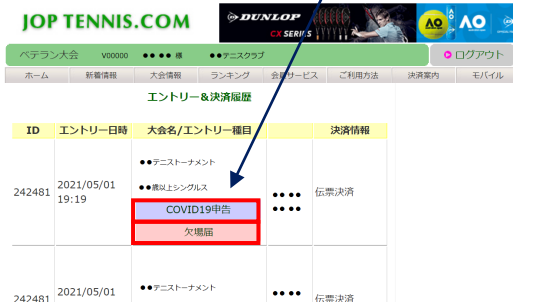 JOP TENNIS.COM
DUNLOP
CX SERIES
AO
AO
ベテラン大会 V00000 ●● ●● 様 ●●テニスクラブ ログアウト
ホーム 新着情報 大会情報 ランキング 会員サービス ご利用方法 決済案内 モバイル
エントリー&決済履歴
ID エントリー日時 大会名/エントリー種目 決済情報
●●テニストーナメント
●●歳以上シングルス
242481 2021/05/01 19:19 ●● ●● 伝票決済
●● ●●
COVID19申告
欠場届
●●テニストーナメント
242481 2021/05/01 ●● ●● 伝票決済